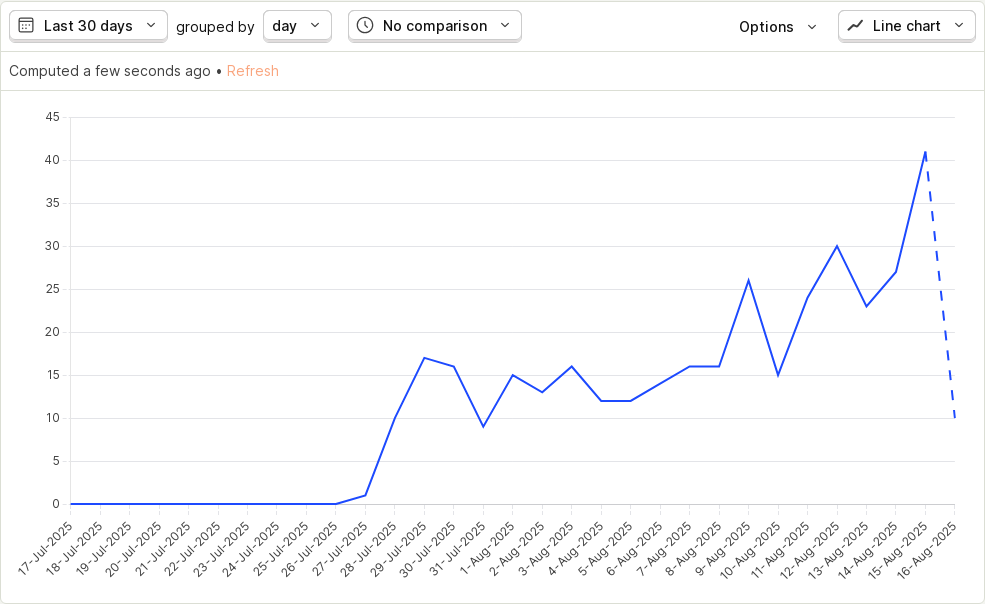 Last 30 days grouped by day No comparison Options Line chart
Computed a few seconds ago • Refresh
45
40
35
30
25
20
15
10
5
0
17-Jul-2025
18-Jul-2025
19-Jul-2025
20-Jul-2025
21-Jul-2025
22-Jul-2025
23-Jul-2025
24-Jul-2025
25-Jul-2025
26-Jul-2025
27-Jul-2025
28-Jul-2025
29-Jul-2025
30-Jul-2025
31-Jul-2025
1-Aug-2025
2-Aug-2025
3-Aug-2025
4-Aug-2025
5-Aug-2025
6-Aug-2025
7-Aug-2025
8-Aug-2025
9-Aug-2025
10-Aug-2025
11-Aug-2025
12-Aug-2025
13-Aug-2025
14-Aug-2025
15-Aug-2025
16-Aug-2025